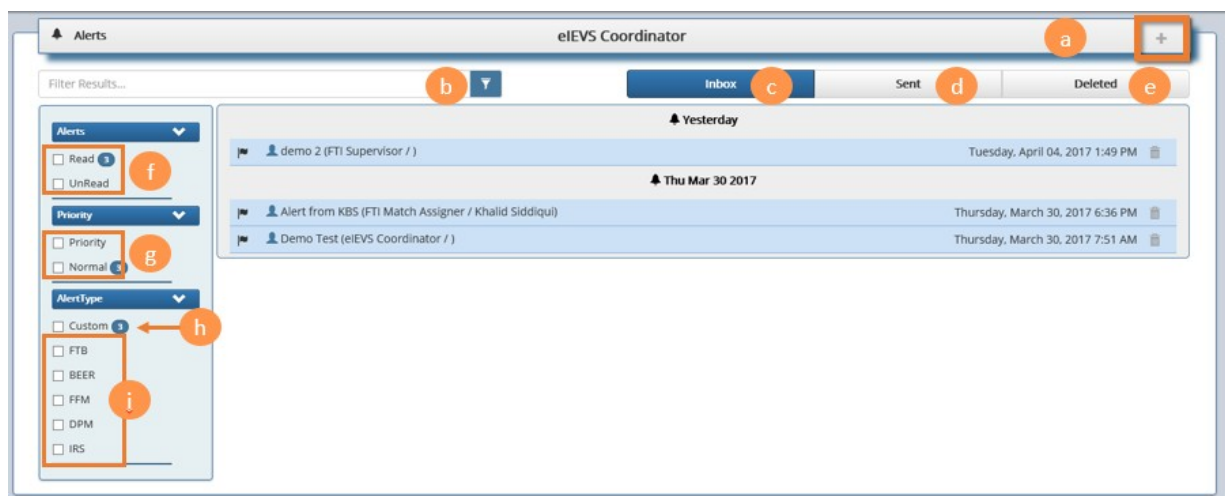 Alerts eIEVS Coordinator a +
Filter Results... b Inbox c Sent d Deleted e
Alerts
Read 3
UnRead
f
Priority
Priority
Normal 3
g
AlertType
Custom 3 h
FTB
BEER
FFM
DPM
IRS
i
Yesterday
demo 2 (FTI Supervisor / ) Tuesday, April 04, 2017 1:49 PM
Thu Mar 30 2017
Alert from KBS (FTI Match Assigner / Khalid Siddiqui) Thursday, March 30, 2017 6:36 PM
Demo Test (eIEVS Coordinator / ) Thursday, March 30, 2017 7:51 AM